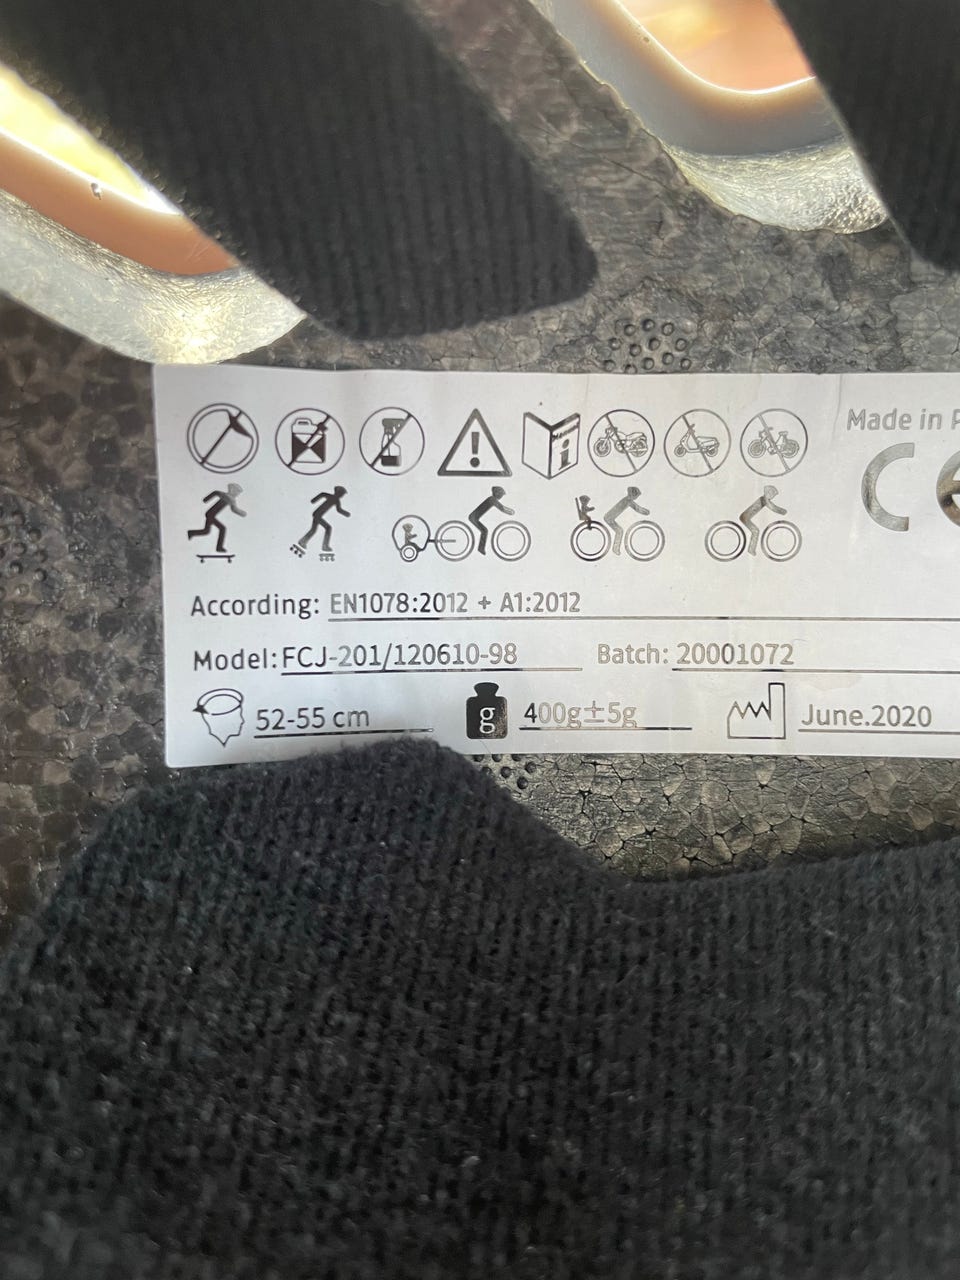 Made in P
CE
According: EN1078:2012 + A1:2012
Model: FCJ-201/120610-98 Batch: 20001072
52-55 cm g 400g±5g June.2020